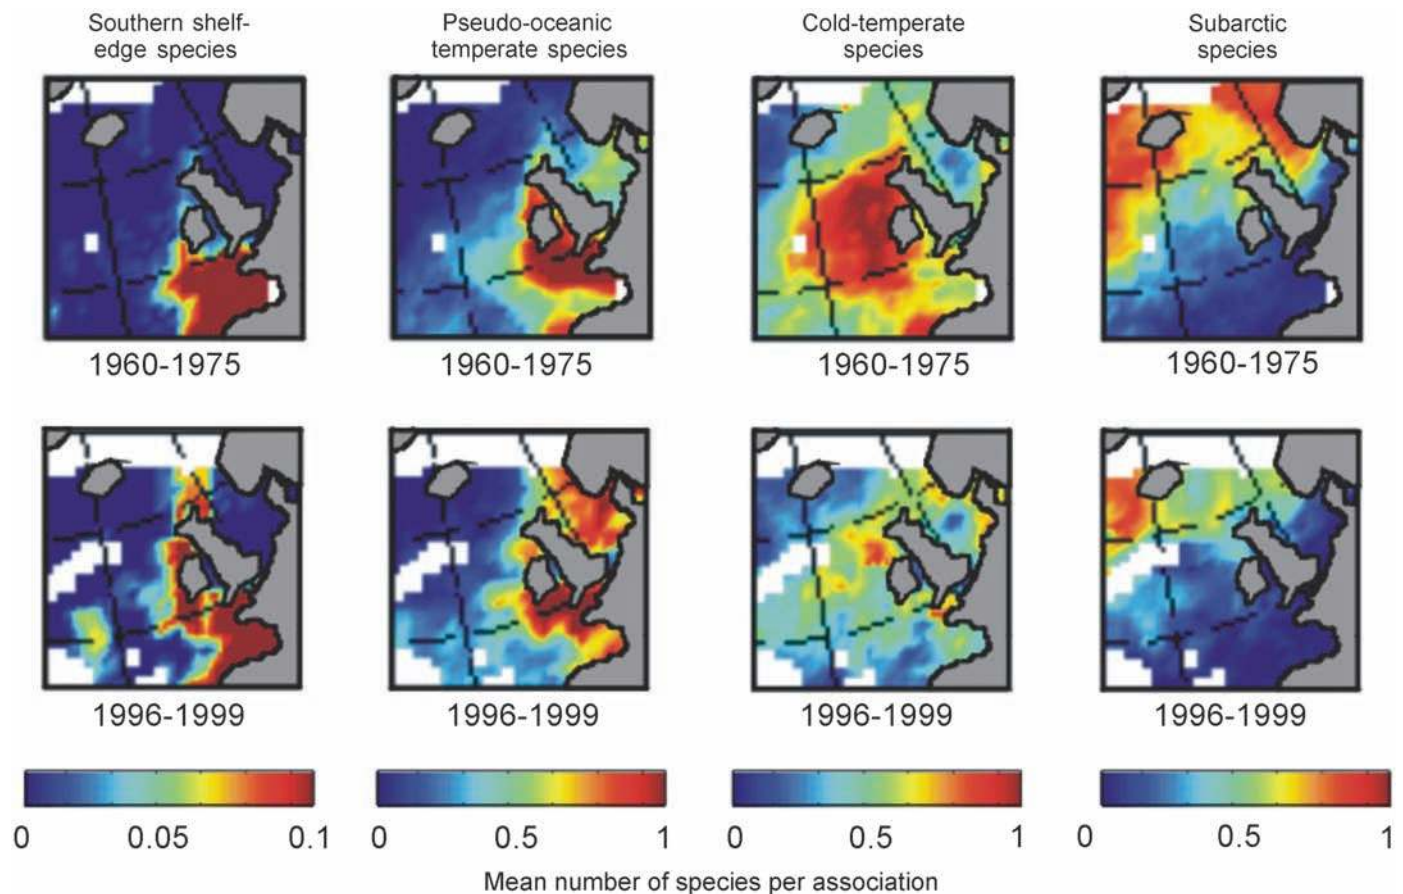 Southern shelf-
edge species
Pseudo-oceanic
temperate species
Cold-temperate
species
Subarctic
species
1960-1975
1960-1975
1960-1975
1960-1975
1996-1999
1996-1999
1996-1999
1996-1999
0 0.05 0.1
0 0.5 1
0 0.5 1
0 0.5 1
Mean number of species per association